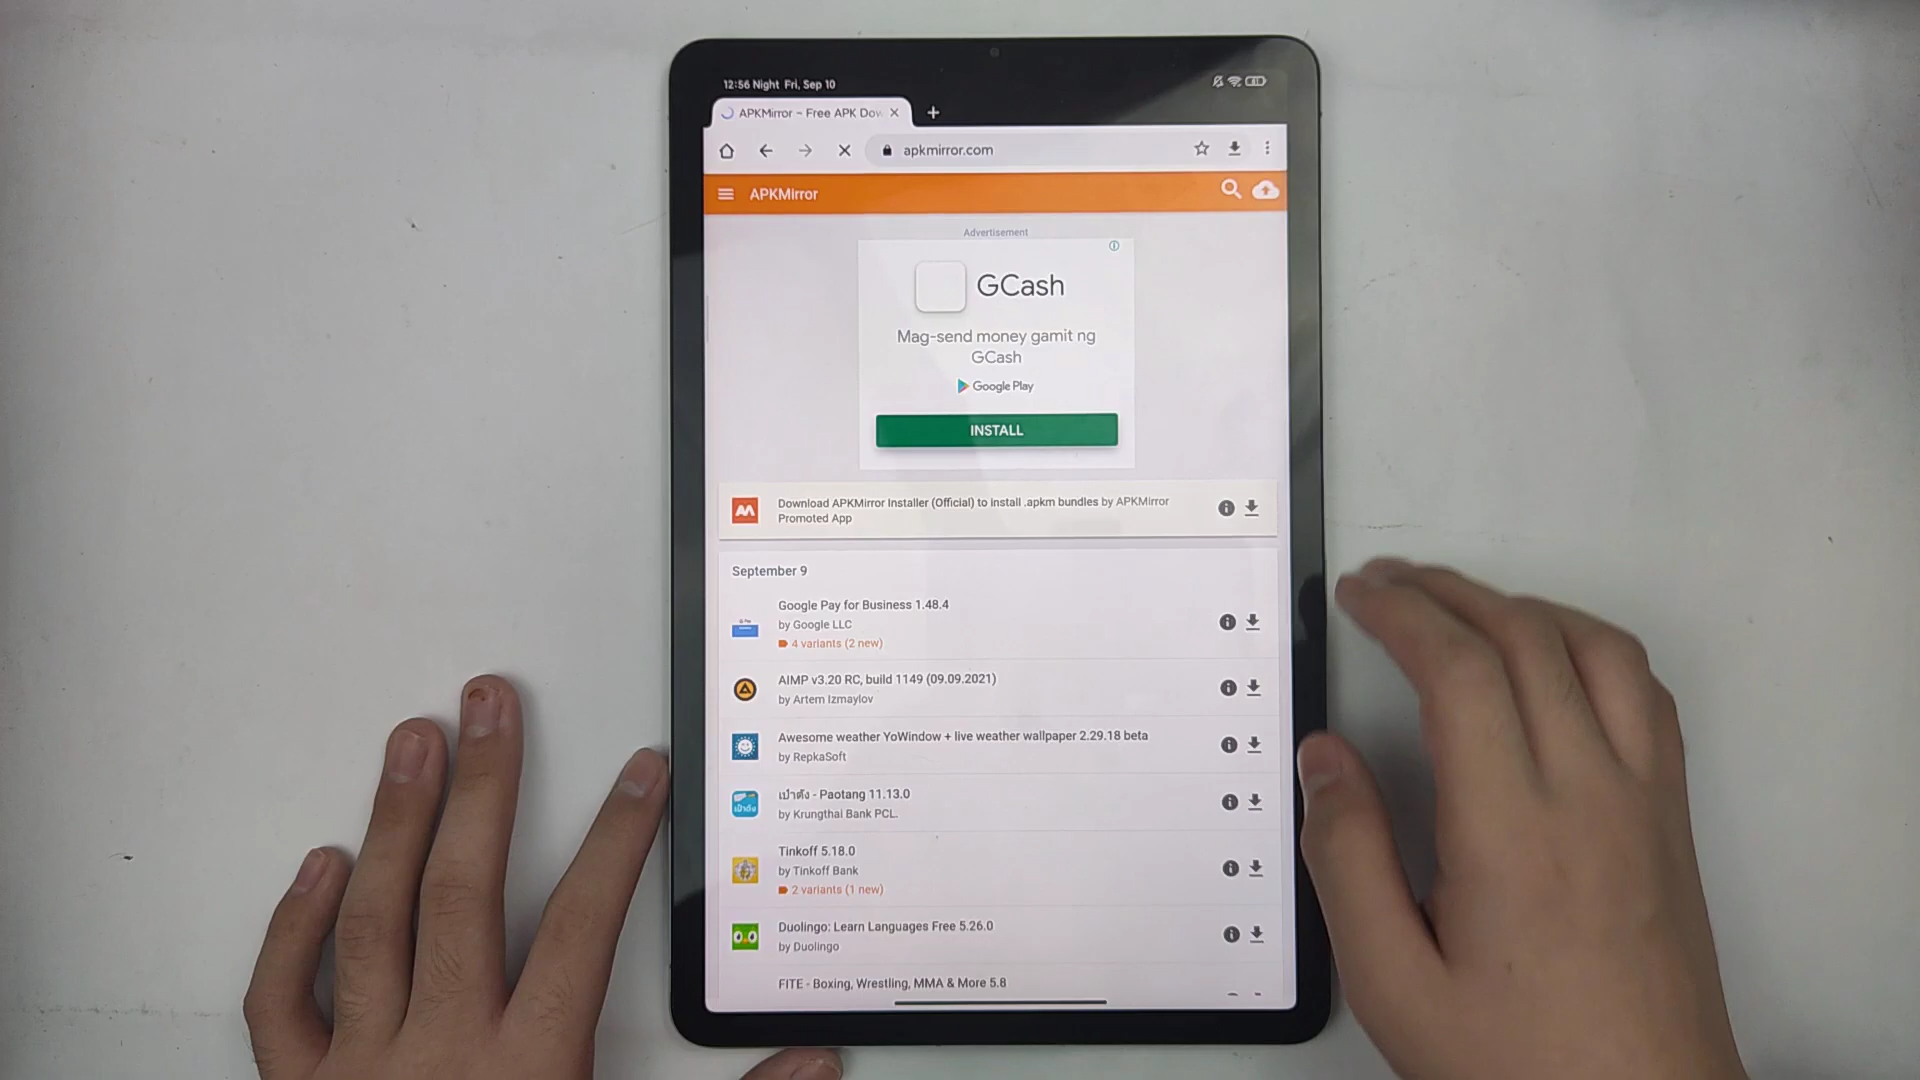 12:56 Night Fri, Sep 10
APKMirror - Free APK Dow
apkmirror.com
APKMirror
Advertisement
GCash
Mag-send money gamit ng
GCash
Google Play
INSTALL
Download APKMirror Installer (Official) to install .apkm bundles by APKMirror
Promoted App
September 9
Google Pay for Business 1.48.4
by Google LLC
4 variants (2 new)
AIMP v3.20 RC, build 1149 (09.09.2021)
by Artem Izmaylov
Awesome weather YoWindow + live weather wallpaper 2.29.18 beta
by RepkaSoft
เป๋าตัง - Paotang 11.13.0
by Krungthai Bank PCL.
เป๋าตัง
Tinkoff 5.18.0
by Tinkoff Bank
2 variants (1 new)
Duolingo: Learn Languages Free 5.26.0
by Duolingo
FITE - Boxing, Wrestling, MMA & More 5.8